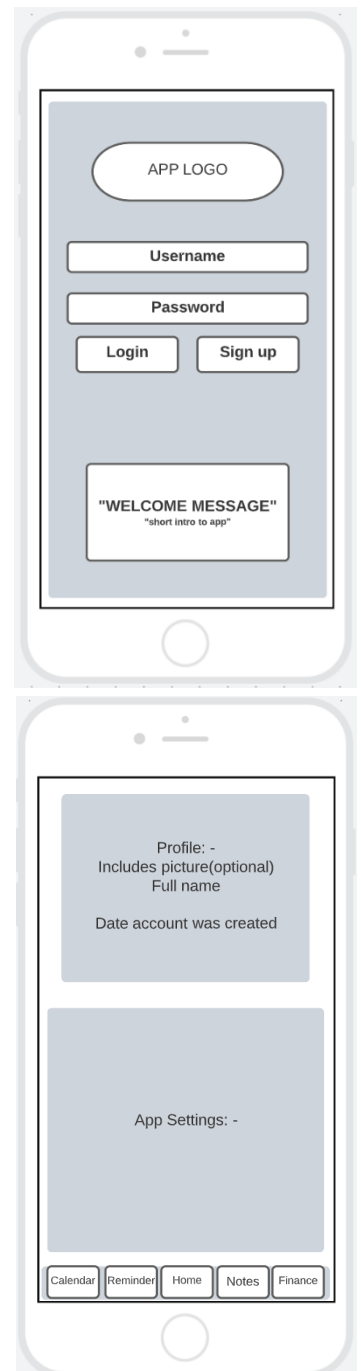 APP LOGO
Username
Password
Login
Sign up
"WELCOME MESSAGE"
"short intro to app"
Profile: -
Includes picture(optional)
Full name
Date account was created
App Settings: -
Calendar
Reminder
Home
Notes
Finance